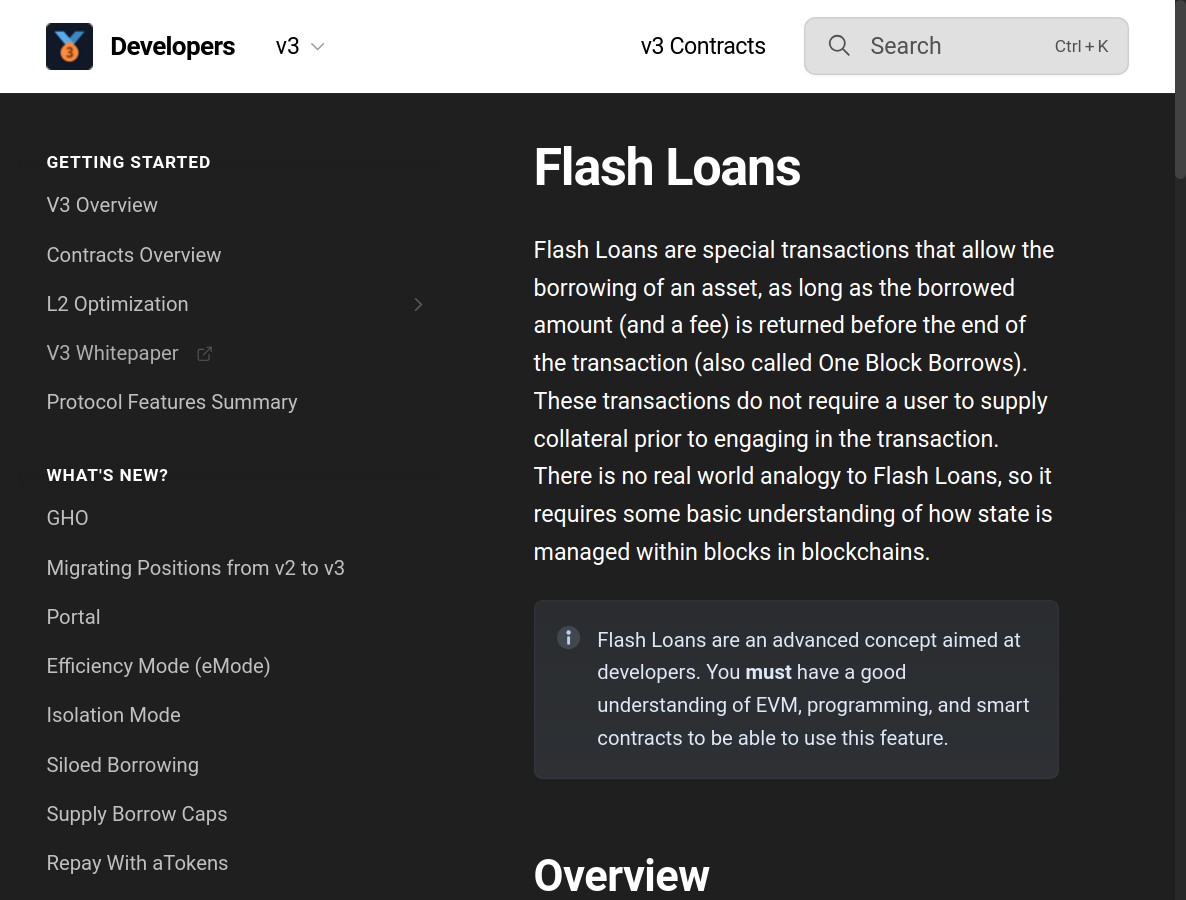 Developers
v3
v3 Contracts
Search
Ctrl + K
GETTING STARTED
V3 Overview
Contracts Overview
L2 Optimization
V3 Whitepaper
Protocol Features Summary
WHAT'S NEW?
GHO
Migrating Positions from v2 to v3
Portal
Efficiency Mode (eMode)
Isolation Mode
Siloed Borrowing
Supply Borrow Caps
Repay With aTokens
Flash Loans
Flash Loans are special transactions that allow the
borrowing of an asset, as long as the borrowed
amount (and a fee) is returned before the end of
the transaction (also called One Block Borrows).
These transactions do not require a user to supply
collateral prior to engaging in the transaction.
There is no real world analogy to Flash Loans, so it
requires some basic understanding of how state is
managed within blocks in blockchains.
Flash Loans are an advanced concept aimed at
developers. You must have a good
understanding of EVM, programming, and smart
contracts to be able to use this feature.
Overview